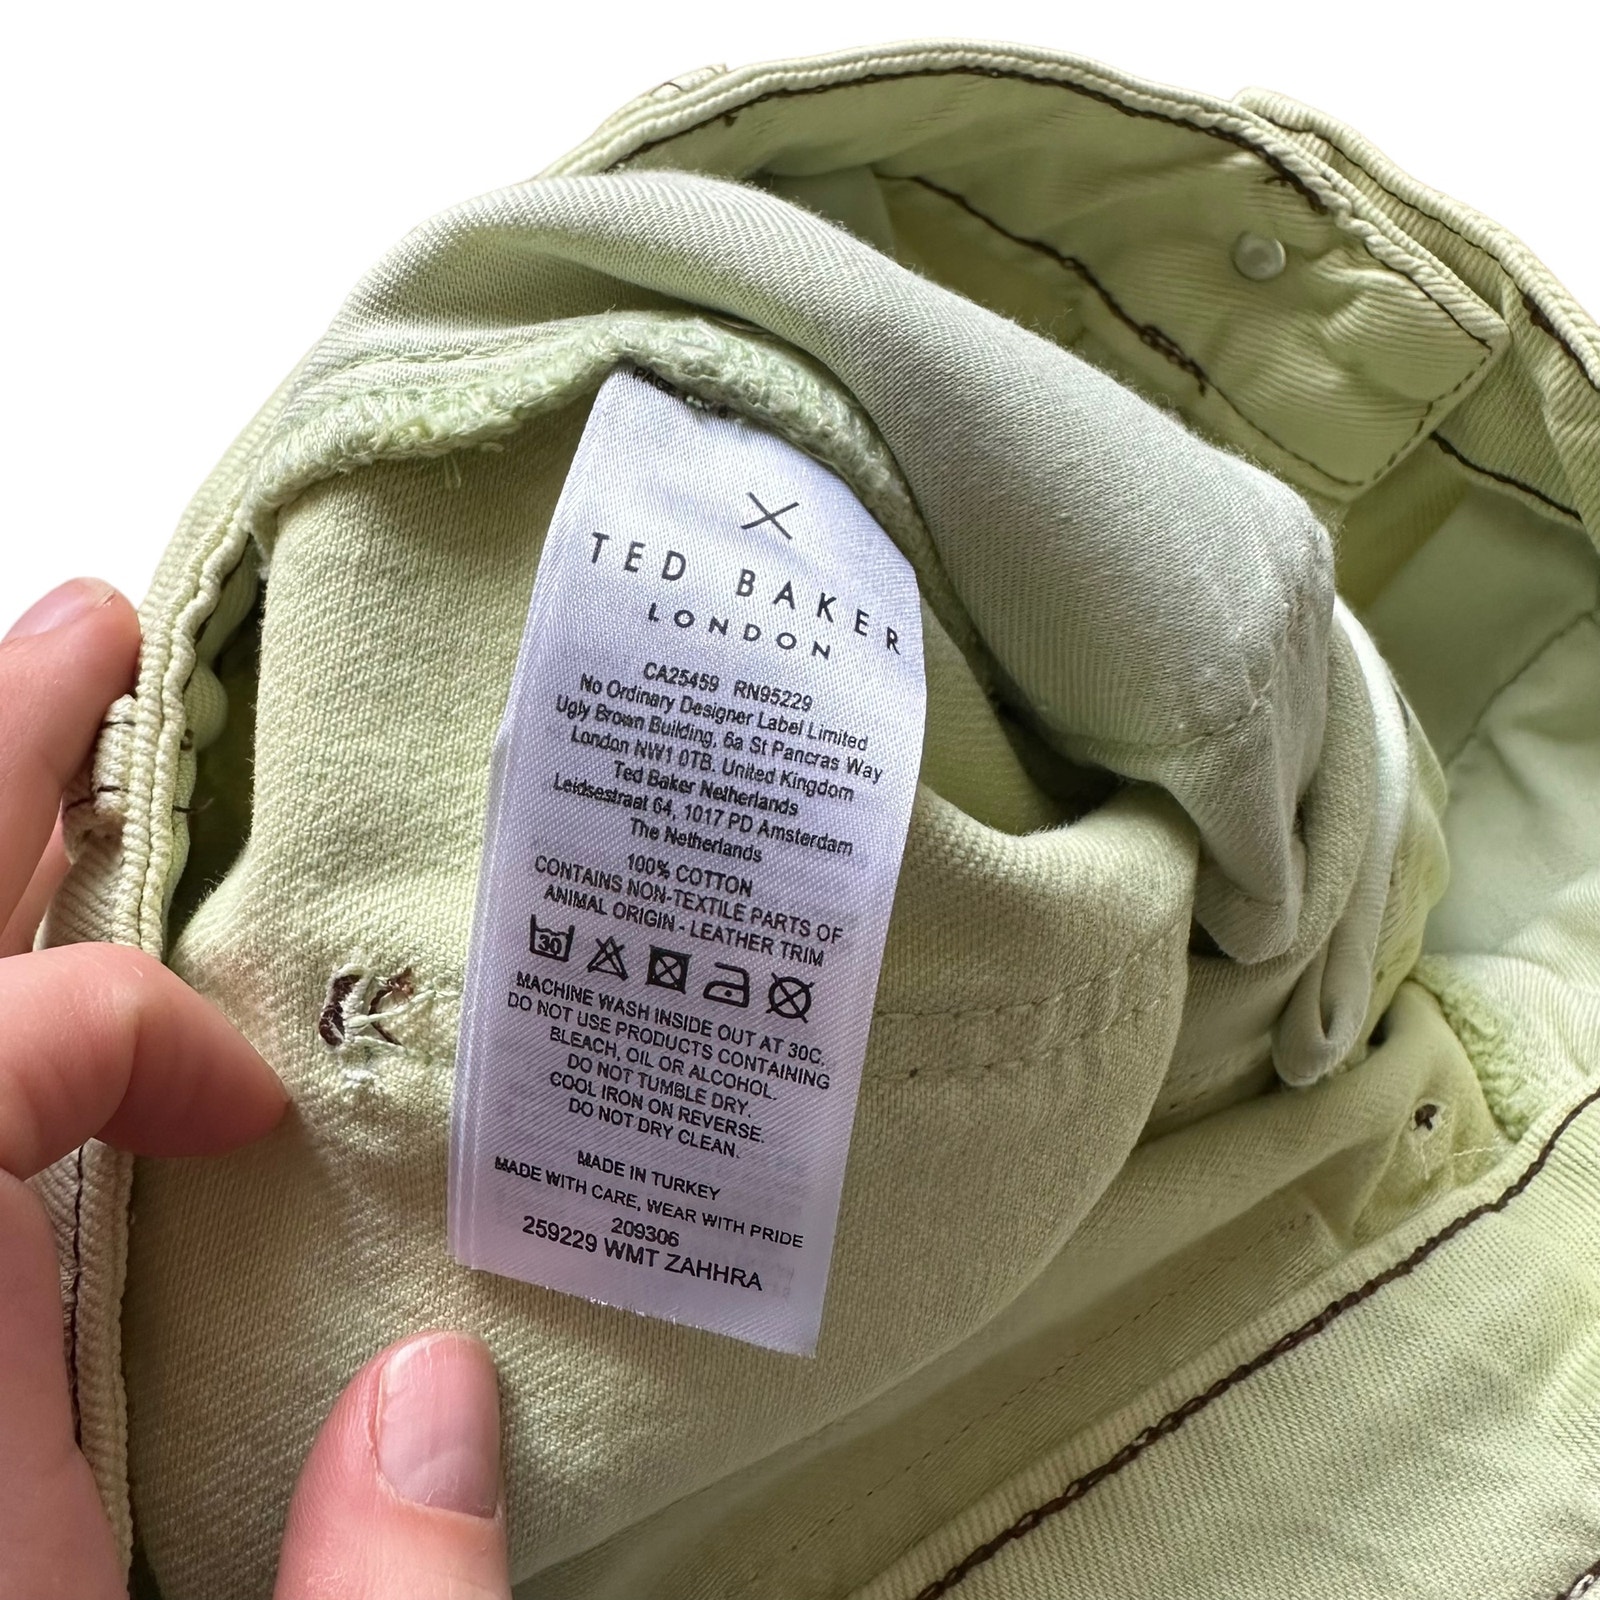 TED BAKER
LONDON
CA25459 RN95229
No Ordinary Designer Label Limited
Ugly Brown Building, 6a St Pancras Way
London NW1 0TB, United Kingdom
Ted Baker Netherlands
Leidsestraat 64, 1017 PD Amsterdam
The Netherlands
100% COTTON
CONTAINS NON-TEXTILE PARTS OF
ANIMAL ORIGIN - LEATHER TRIM
30
MACHINE WASH INSIDE OUT AT 30C.
DO NOT USE PRODUCTS CONTAINING
BLEACH, OIL OR ALCOHOL.
DO NOT TUMBLE DRY.
COOL IRON ON REVERSE.
DO NOT DRY CLEAN.
MADE IN TURKEY
MADE WITH CARE, WEAR WITH PRIDE
209306
259229 WMT ZAHHRA